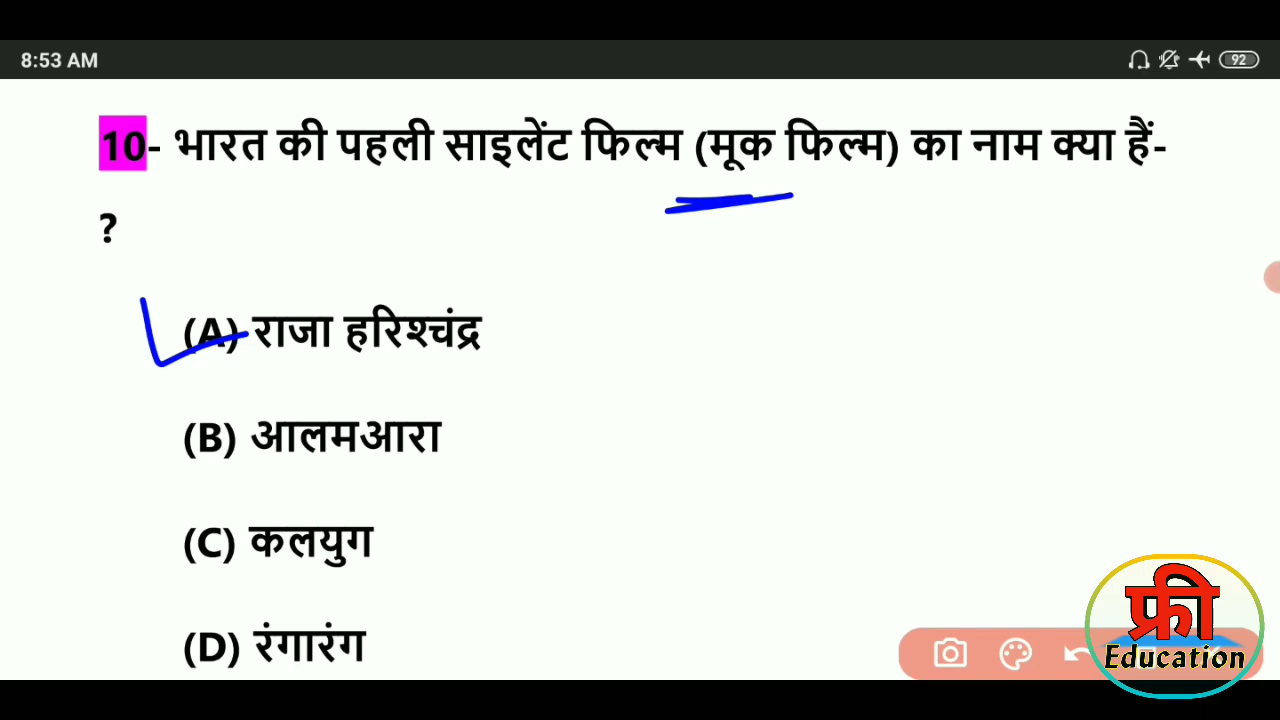 8:53 AM
92
10- भारत की पहली साइलेंट फिल्म (मूक फिल्म) का नाम क्या हैं-
?
(A) राजा हरिश्चंद्र
(B) आलमआरा
(C) कलयुग
(D) रंगारंग
फ्री
Education